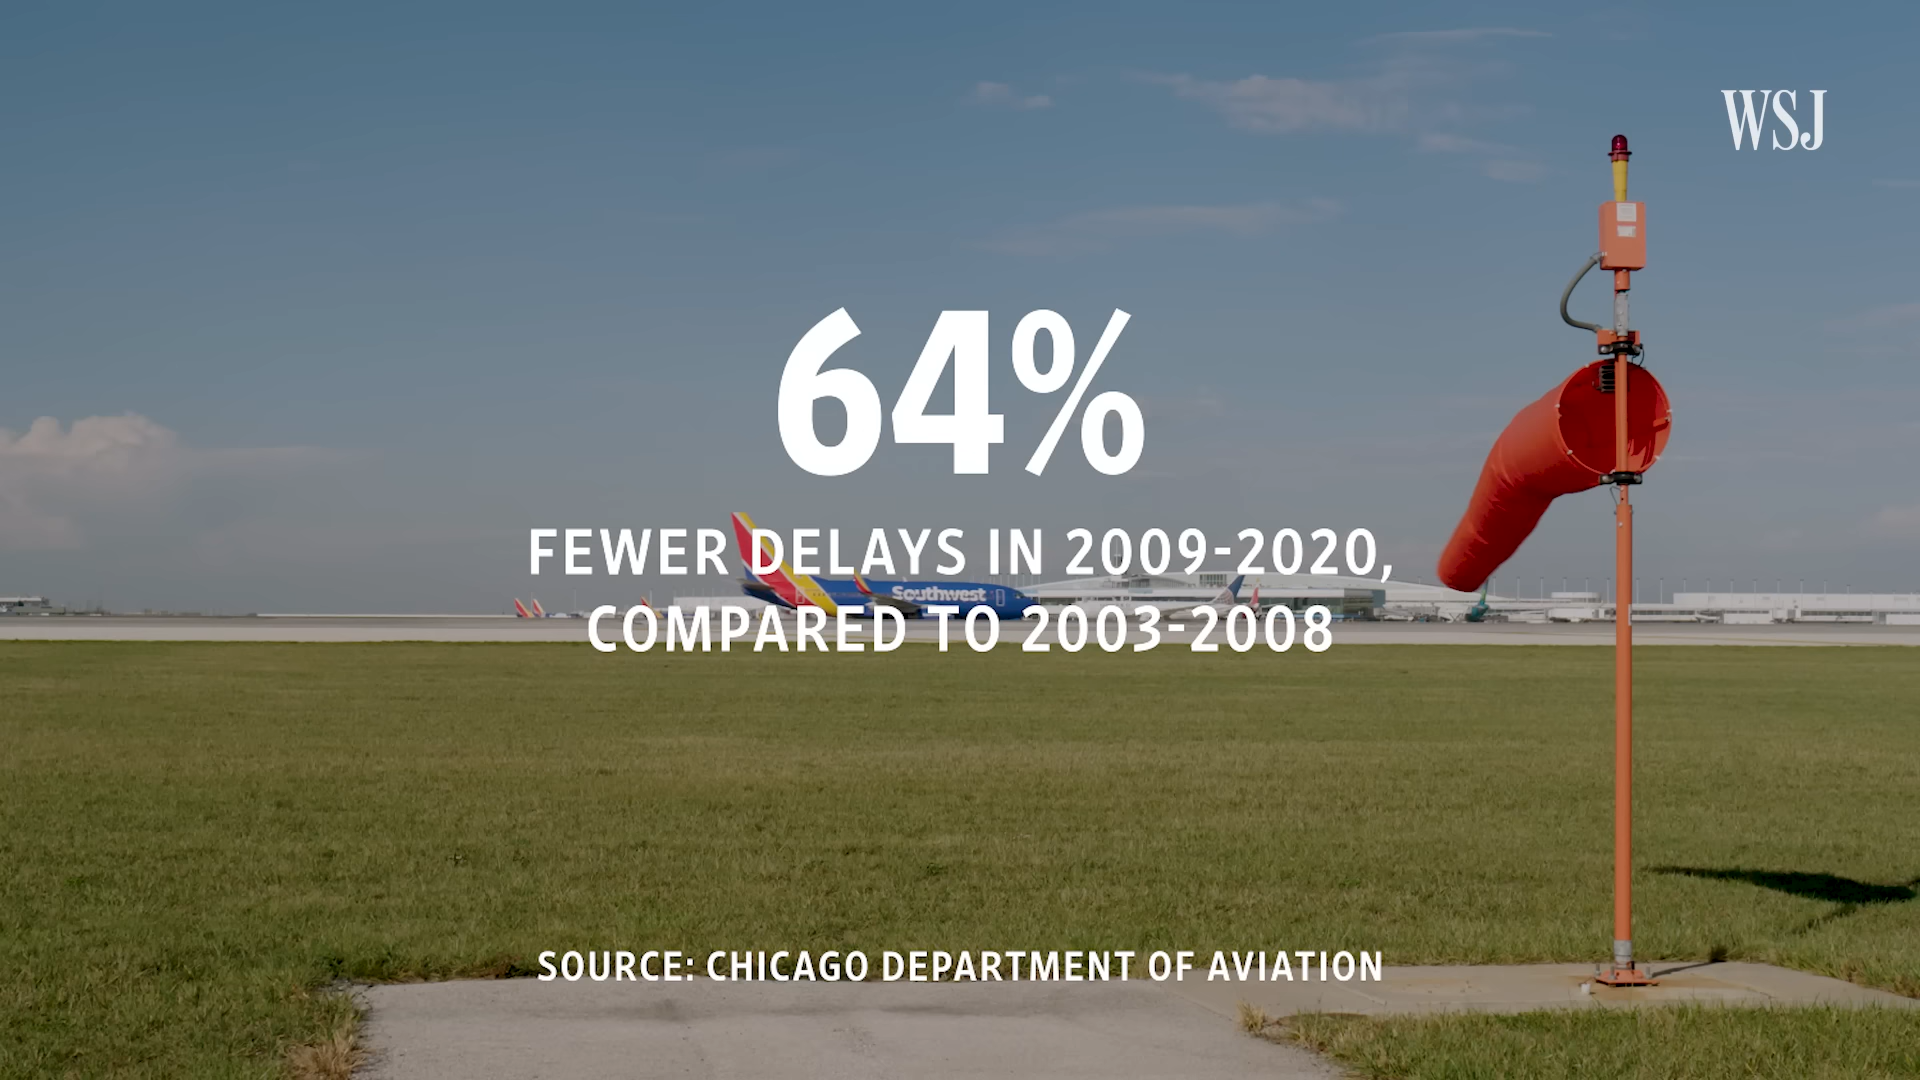 WSJ
64%
FEWER DELAYS IN 2009-2020,
Southwest
COMPARED TO 2003-2008
SOURCE: CHICAGO DEPARTMENT OF AVIATION